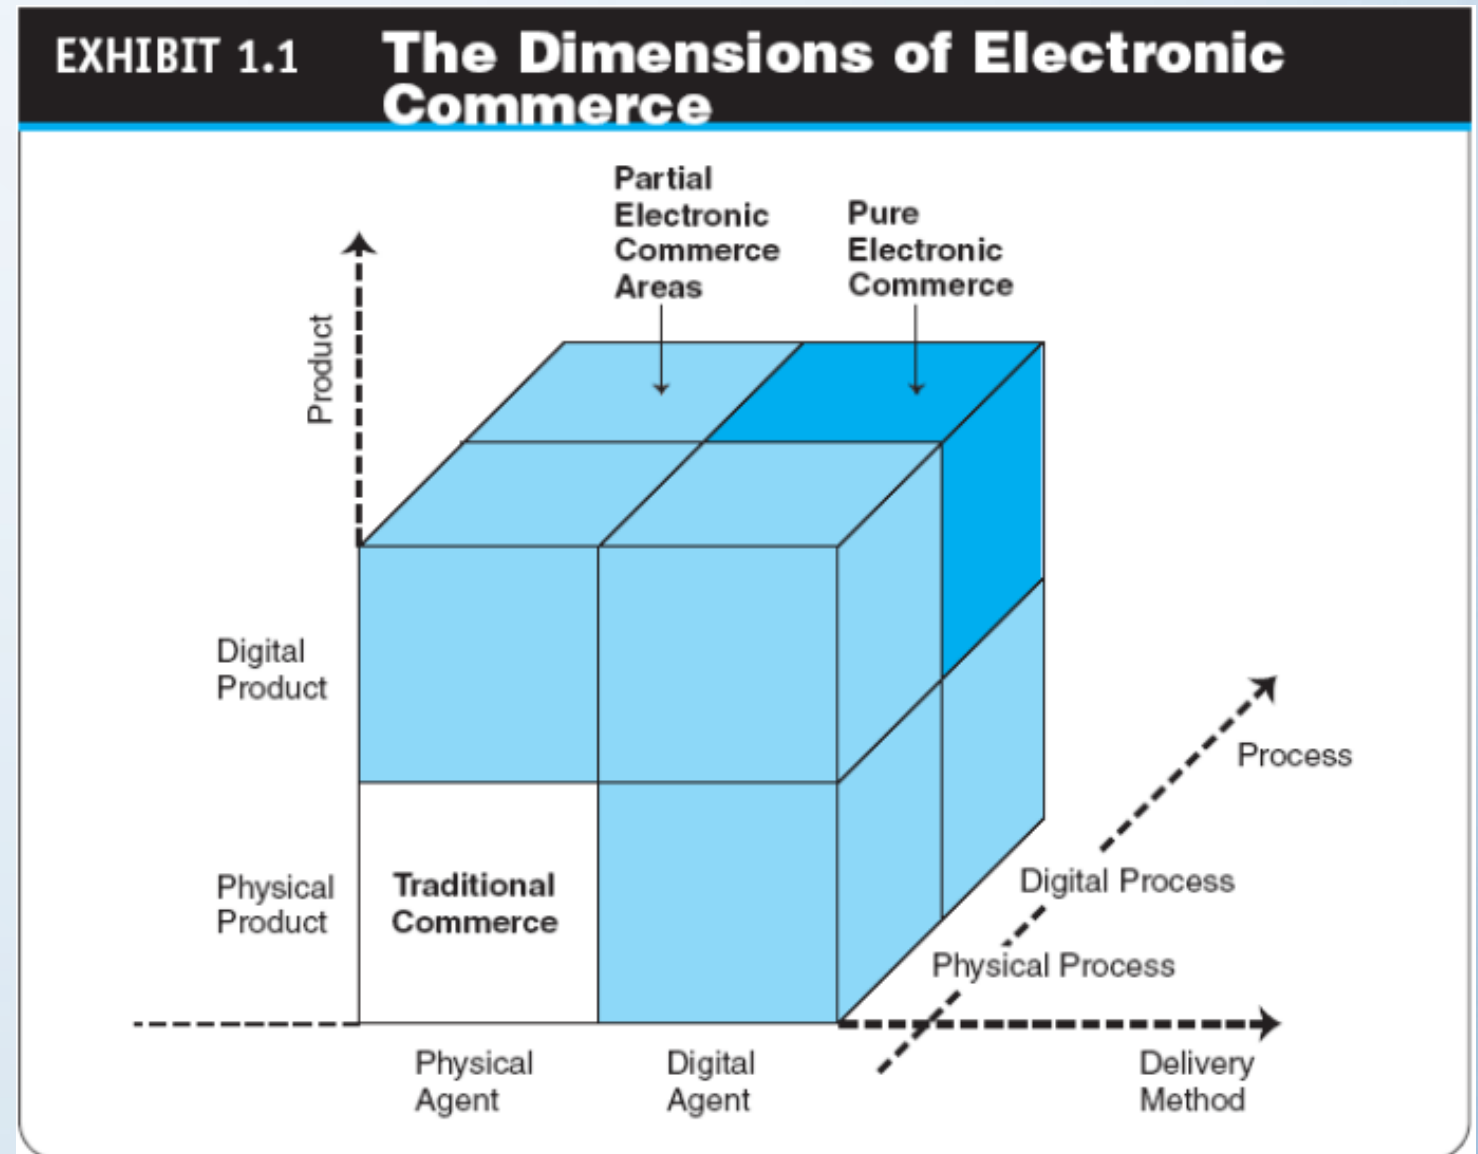 EXHIBIT 1.1
The Dimensions of Electronic
Commerce
Partial
Electronic
Commerce
Areas
Pure
Electronic
Commerce
Product
Digital
Product
Physical
Product
Traditional
Commerce
Process
Digital Process
Physical Process
Physical
Agent
Digital
Agent
Delivery
Method